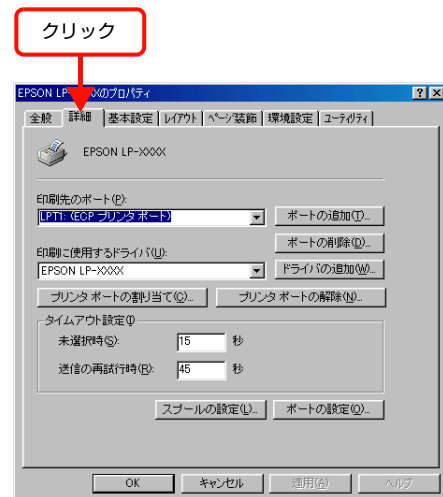 クリック
EPSON LP-XXXXのプロパティ
全般 詳細 基本設定 レイアウト ページ装飾 環境設定 ユーティリティ
EPSON LP-XXXX
印刷先のポート(P):
LPT1: (ECP プリンタ ポート) ポートの追加(T)...
ポートの削除(D)...
印刷に使用するドライバ(U):
EPSON LP-XXXX ドライバの追加(W)...
プリンタ ポートの割り当て(C)... プリンタ ポートの解除(N)...
タイムアウト設定(I)
未選択時(S): 15 秒
送信の再試行時(R): 45 秒
スプールの設定(L)... ポートの設定(O)...
OK キャンセル 適用(A) ヘルプ